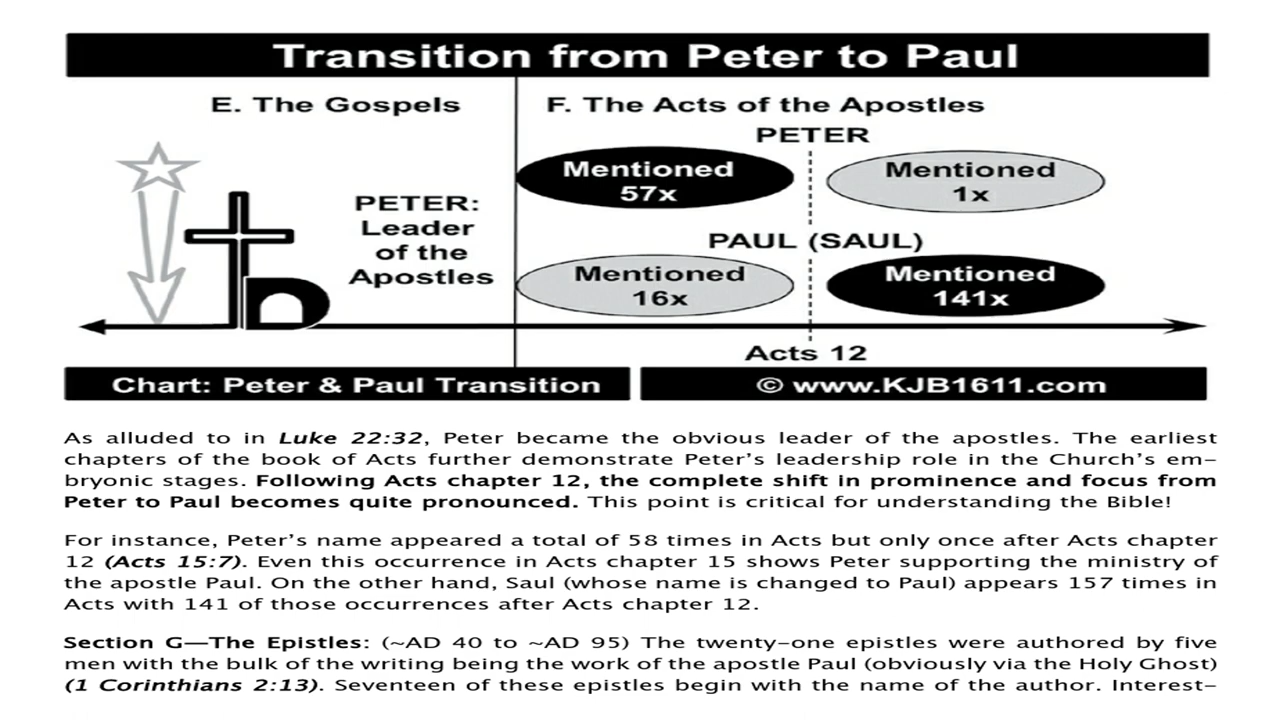 Transition from Peter to Paul
E. The Gospels
F. The Acts of the Apostles
PETER
Mentioned
57x
Mentioned
1x
PETER:
Leader
of the
Apostles
PAUL (SAUL)
Mentioned
16x
Mentioned
141x
Acts 12
Chart: Peter & Paul Transition
© www.KJB1611.com
As alluded to in Luke 22:32, Peter became the obvious leader of the apostles. The earliest
chapters of the book of Acts further demonstrate Peter's leadership role in the Church's em-
bryonic stages. Following Acts chapter 12, the complete shift in prominence and focus from
Peter to Paul becomes quite pronounced. This point is critical for understanding the Bible!
For instance, Peter's name appeared a total of 58 times in Acts but only once after Acts chapter
12 (Acts 15:7). Even this occurrence in Acts chapter 15 shows Peter supporting the ministry of
the apostle Paul. On the other hand, Saul (whose name is changed to Paul) appears 157 times in
Acts with 141 of those occurrences after Acts chapter 12.
Section G—The Epistles: (~AD 40 to ~AD 95) The twenty-one epistles were authored by five
men with the bulk of the writing being the work of the apostle Paul (obviously via the Holy Ghost)
(1 Corinthians 2:13). Seventeen of these epistles begin with the name of the author. Interest-